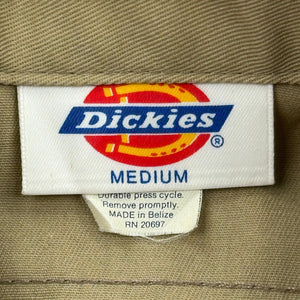 Dickies
®
MEDIUM
Durable press cycle.
Remove promptly.
MADE in Belize
RN 20697